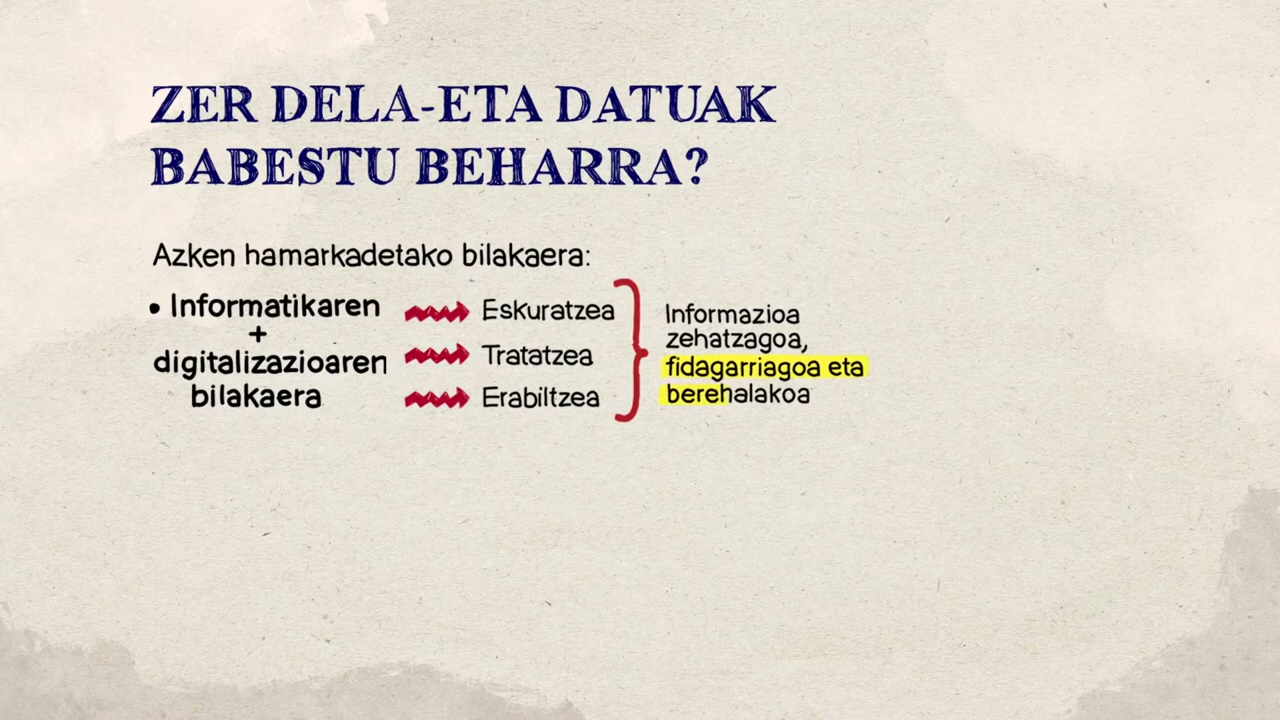 ZER DELA-ETA DATUAK
BABESTU BEHARRA?
Azken hamarkadetako bilakaera:
• Informatikaren
+
digitalizazioaren
bilakaera
Eskuratzea
Tratatzea
Erabiltzea
Informazioa
zehatzagoa,
fidagarriagoa eta
berehalakoa